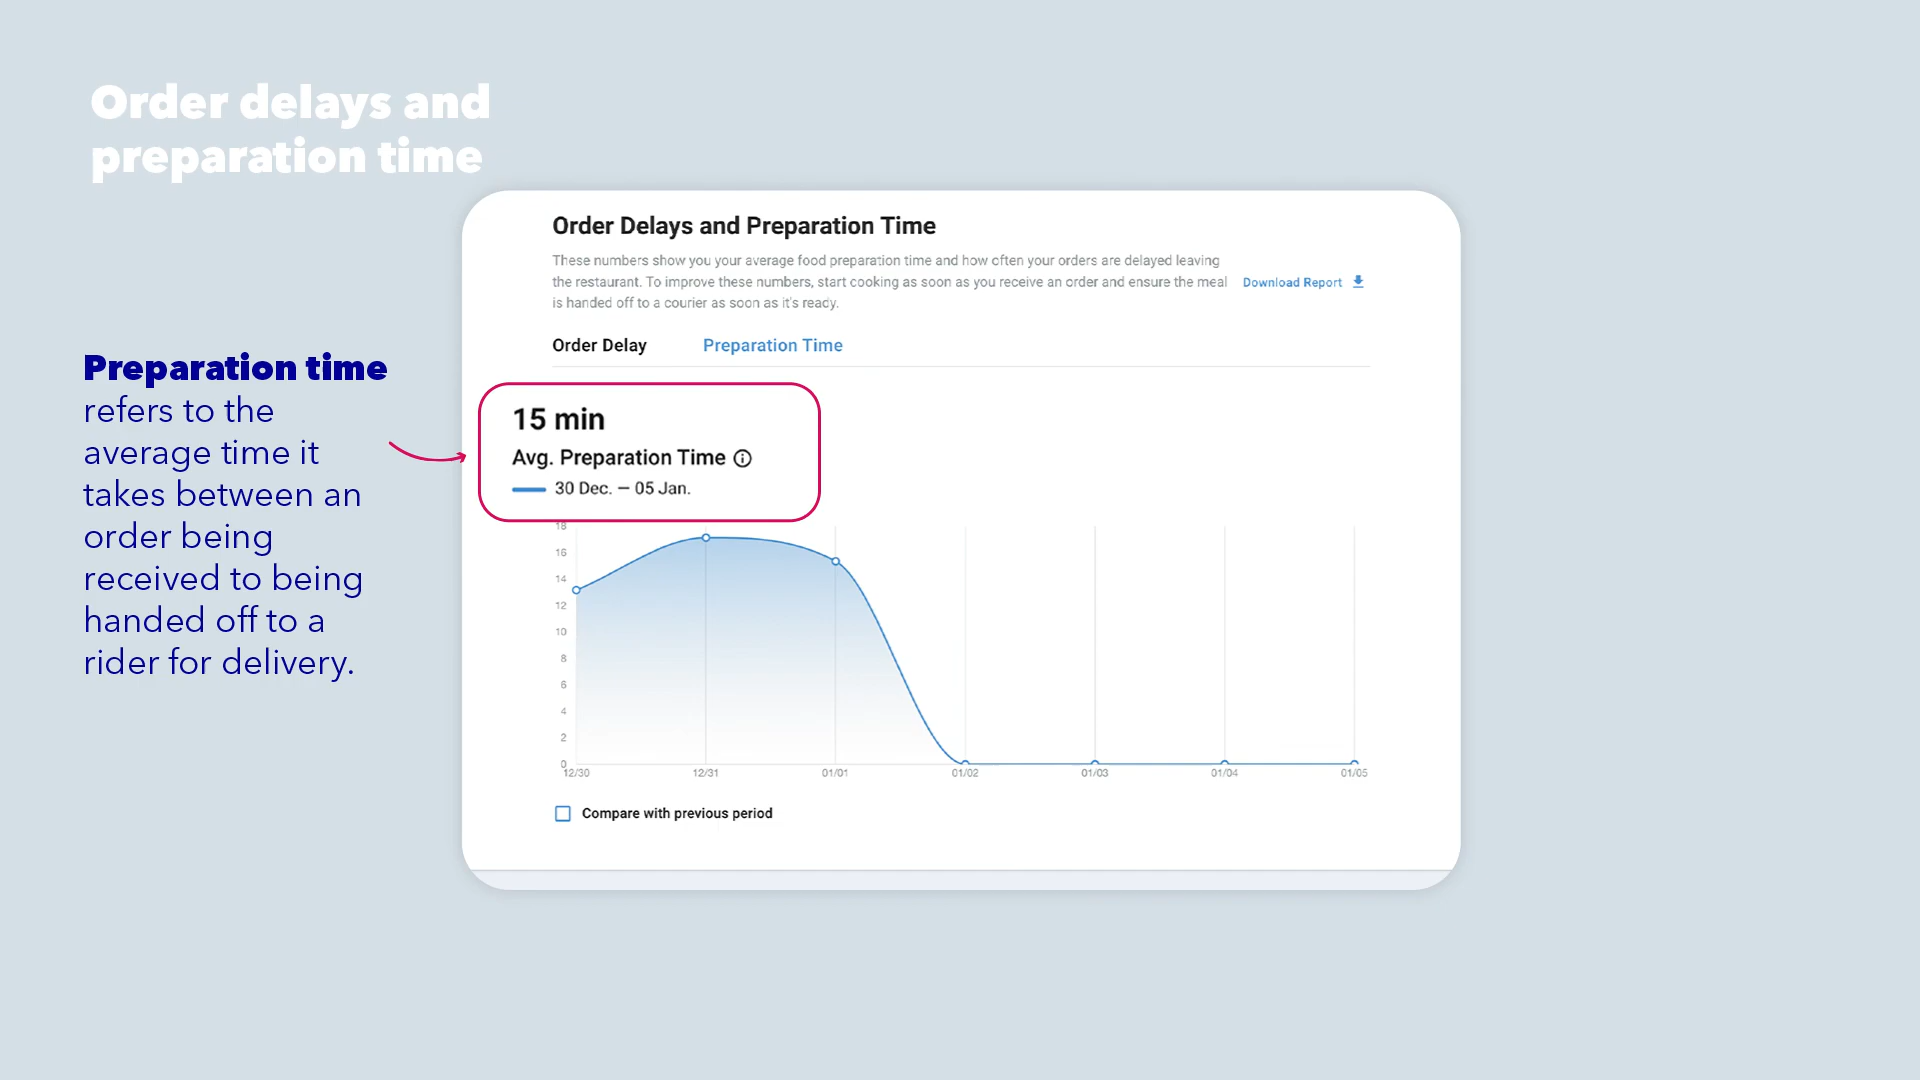 Order delays and
preparation time
Preparation time
refers to the
average time it
takes between an
order being
received to being
handed off to a
rider for delivery.
Order Delays and Preparation Time
These numbers show you your average food preparation time and how often your orders are delayed leaving
the restaurant. To improve these numbers, start cooking as soon as you receive an order and ensure the meal
is handed off to a courier as soon as it's ready.
Download Report
Order Delay
Preparation Time
15 min
Avg. Preparation Time
30 Dec. — 05 Jan.
18
16
14
12
10
8
6
4
2
0
12/30
12/31
01/01
01/02
01/03
01/04
01/05
Compare with previous period